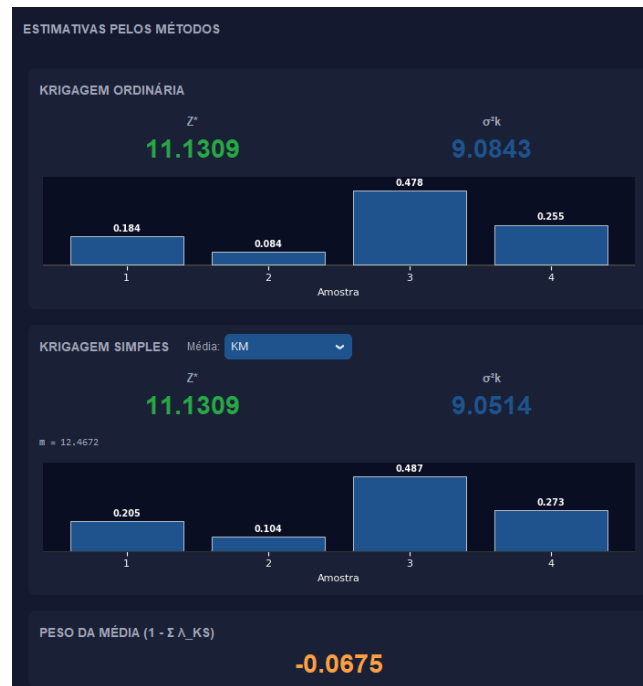 ESTIMATIVAS PELOS MÉTODOS
KRIGAGEM ORDINÁRIA
Z* σ²k
11.1309 9.0843
0.184 0.084 0.478 0.255
1 2 3 4
Amostra
KRIGAGEM SIMPLES Média: KM
Z* σ²k
11.1309 9.0514
m = 12.4672
0.205 0.104 0.487 0.273
1 2 3 4
Amostra
PESO DA MÉDIA (1 - Σ λ_KS)
-0.0675